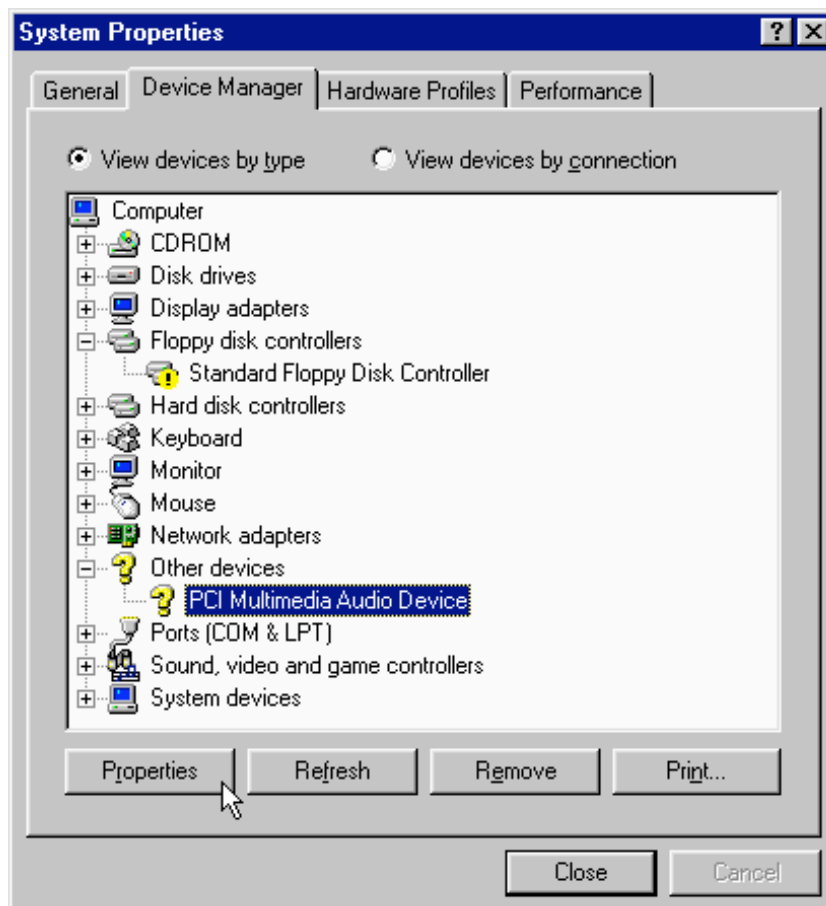 System Properties
General Device Manager Hardware Profiles Performance
View devices by type View devices by connection
Computer
CDROM
Disk drives
Display adapters
Floppy disk controllers
Standard Floppy Disk Controller
Hard disk controllers
Keyboard
Monitor
Mouse
Network adapters
Other devices
PCI Multimedia Audio Device
Ports (COM & LPT)
Sound, video and game controllers
System devices
Properties Refresh Remove Print...
Close Cancel